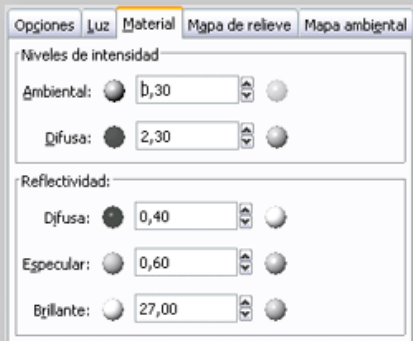 Opciones Luz Material Mapa de relieve Mapa ambiental
Niveles de intensidad
Ambiental: 0,30
Difusa: 2,30
Reflectividad:
Difusa: 0,40
Especular: 0,60
Brillante: 27,00